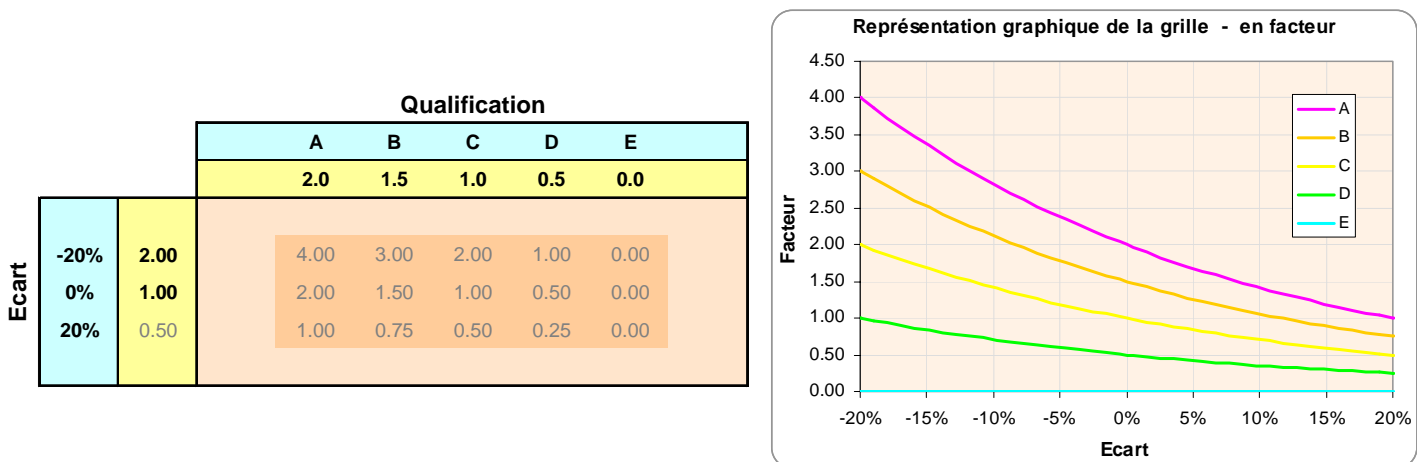 Qualification
A B C D E
2.0 1.5 1.0 0.5 0.0
Ecart
-20% 2.00 4.00 3.00 2.00 1.00 0.00
0% 1.00 2.00 1.50 1.00 0.50 0.00
20% 0.50 1.00 0.75 0.50 0.25 0.00
Représentation graphique de la grille - en facteur
4.50
4.00
3.50
3.00
2.50
2.00
1.50
1.00
0.50
0.00
Facteur
A
B
C
D
E
-20% -15% -10% -5% 0% 5% 10% 15% 20%
Ecart